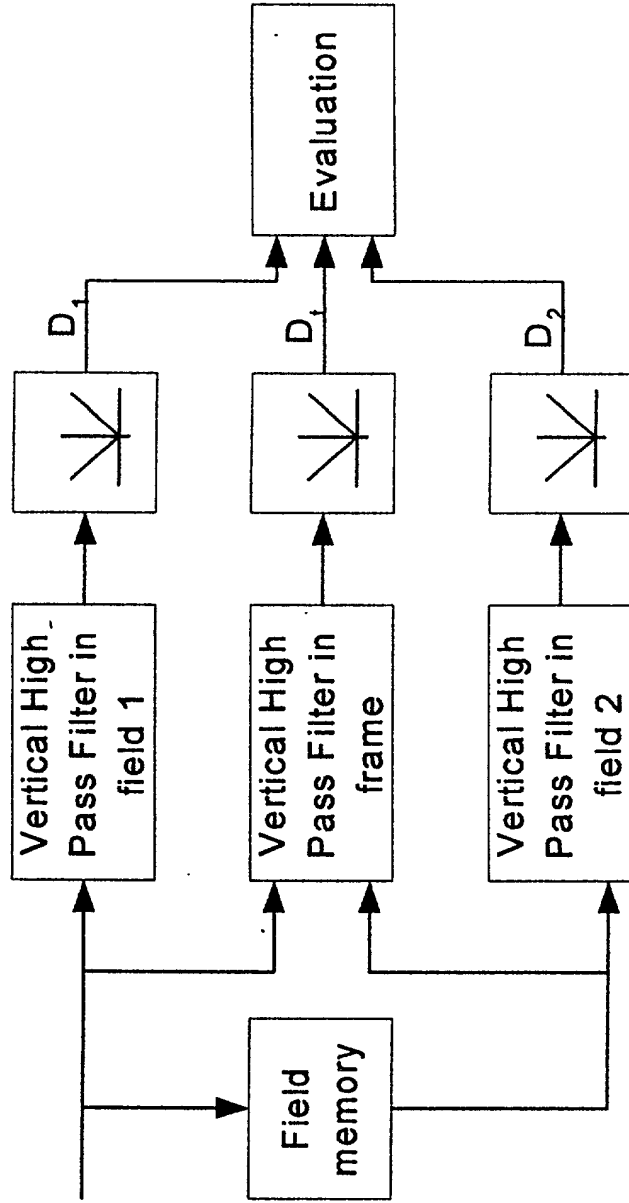 Field
memory
Vertical High
Pass Filter in
field 1
Vertical High
Pass Filter in
frame
Vertical High
Pass Filter in
field 2
D1
Dt
D2
Evaluation